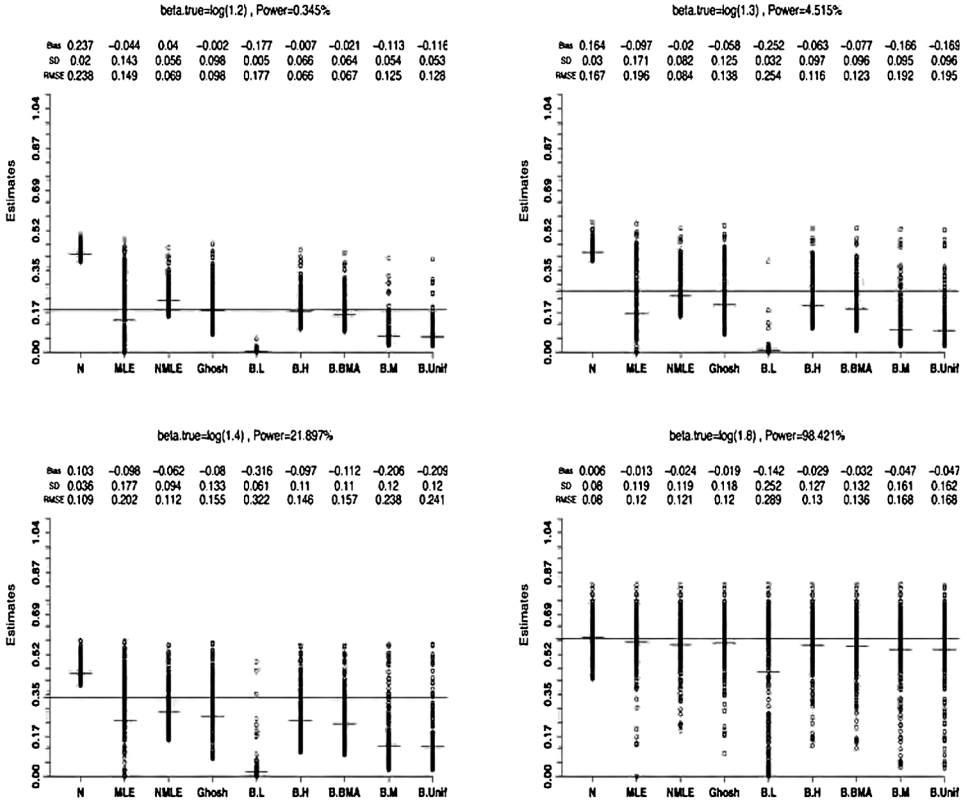 beta.true=log(1.2) , Power=0.345%
Bias 0.237 −0.044 0.04 −0.002 −0.177 −0.007 −0.021 −0.113 −0.116
SD 0.02 0.143 0.056 0.098 0.005 0.066 0.064 0.054 0.053
RMSE 0.238 0.149 0.069 0.098 0.177 0.066 0.067 0.125 0.128
Estimates
1.04
0.87
0.69
0.52
0.35
0.17
0.00
N MLE NMLE Ghosh B.L B.H B.BMA B.M B.Unif
beta.true=log(1.3) , Power=4.515%
Bias 0.164 −0.097 −0.02 −0.058 −0.252 −0.063 −0.077 −0.166 −0.169
SD 0.03 0.171 0.082 0.125 0.032 0.097 0.096 0.095 0.096
RMSE 0.167 0.196 0.084 0.138 0.254 0.116 0.123 0.192 0.195
Estimates
1.04
0.87
0.69
0.52
0.35
0.17
0.00
N MLE NMLE Ghosh B.L B.H B.BMA B.M B.Unif
beta.true=log(1.4) , Power=21.897%
Bias 0.103 −0.098 −0.062 −0.08 −0.316 −0.097 −0.112 −0.206 −0.209
SD 0.036 0.177 0.094 0.133 0.061 0.11 0.11 0.12 0.12
RMSE 0.109 0.202 0.112 0.155 0.322 0.146 0.157 0.238 0.241
Estimates
1.04
0.87
0.69
0.52
0.35
0.17
0.00
N MLE NMLE Ghosh B.L B.H B.BMA B.M B.Unif
beta.true=log(1.8) , Power=98.421%
Bias 0.006 −0.013 −0.024 −0.019 −0.142 −0.029 −0.032 −0.047 −0.047
SD 0.08 0.119 0.119 0.118 0.252 0.127 0.132 0.161 0.162
RMSE 0.08 0.12 0.121 0.12 0.289 0.13 0.136 0.168 0.168
Estimates
1.04
0.87
0.69
0.52
0.35
0.17
0.00
N MLE NMLE Ghosh B.L B.H B.BMA B.M B.Unif